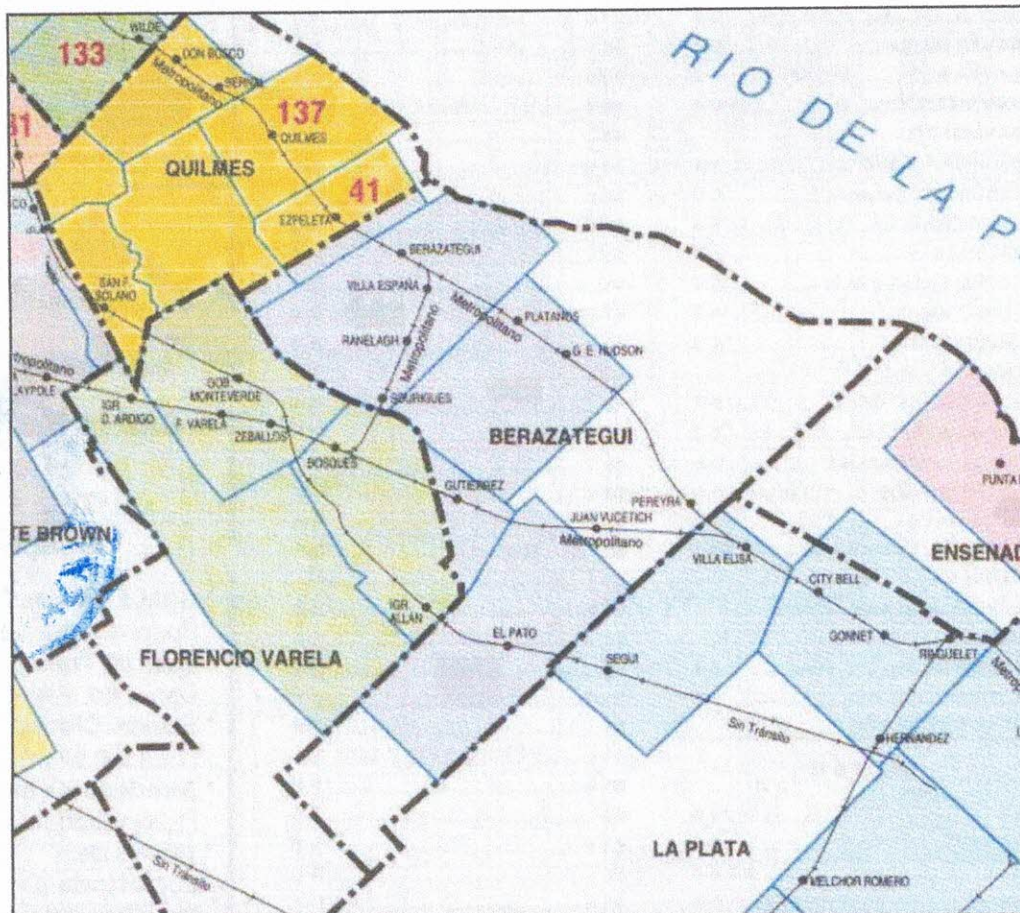 WILDE
133
DON BOSCO
Metropolitano
BERNAL
RIO DE LA P
137
QUILMES
QUILMES
41
EZPELETA
BERAZATEGUI
SAN F.
SOLANO
VILLA ESPAÑA
Metropolitano
PLATANOS
RANELAGH
Metropolitano
G. E. HUDSON
GOB.
MONTEVERDE
IGR.
D. ARDIGO
F. VARELA
ZEBALLOS
SOURIGUES
BOSQUES
BERAZATEGUI
GUTIERREZ
PEREYRA
JUAN VUCETICH
Metropolitano
VILLA ELISA
PUNTA
TE BROWN
ENSENAD
CITY BELL
IGR.
ALLAN
EL PATO
GONNET
RINGUELET
FLORENCIO VARELA
SEGUI
Sin Tránsito
HERNANDEZ
LA PLATA
Sin Tránsito
MELCHOR ROMERO